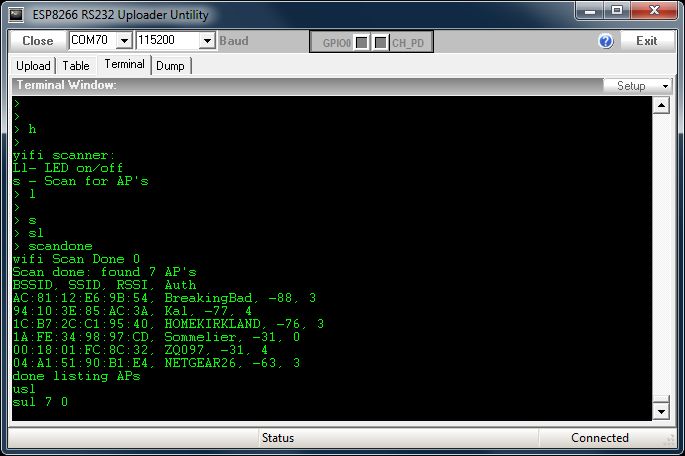 ESP8266 RS232 Uploader Untility
Close COM70 115200 Baud GPIO0 CH_PD ? Exit
Upload Table Terminal Dump
Terminal Window: Setup
>
>
> h
>
yifi scanner:
Ll- LED on/off
s - Scan for AP's
> l
>
> s
> sl
> scandone
wifi Scan Done 0
Scan done: found 7 AP's
BSSID, SSID, RSSI, Auth
AC:81:12:E6:9B:54, BreakingBad, -88, 3
94:10:3E:85:AC:3A, Kal, -77, 4
1C:B7:2C:C1:95:40, HOMEKIRKLAND, -76, 3
1A:FE:34:98:97:CD, Sommelier, -31, 0
00:18:01:FC:8C:32, ZQ097, -31, 4
04:A1:51:90:B1:E4, NETGEAR26, -63, 3
done listing APs
usl
sul 7 0
Status Connected